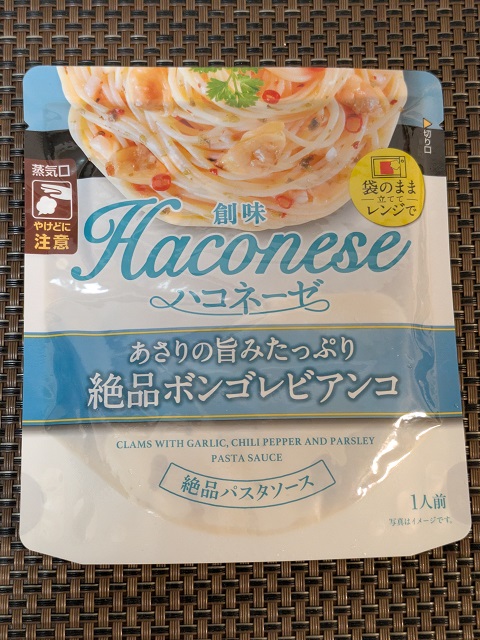 切り口
蒸気口
やけどに
注意
袋のまま
立てて
レンジで
創味
Haconese
ハコネーゼ
あさりの旨みたっぷり
絶品ボンゴレビアンコ
CLAMS WITH GARLIC, CHILI PEPPER AND PARSLEY
PASTA SAUCE
絶品パスタソース
1人前
写真はイメージです。